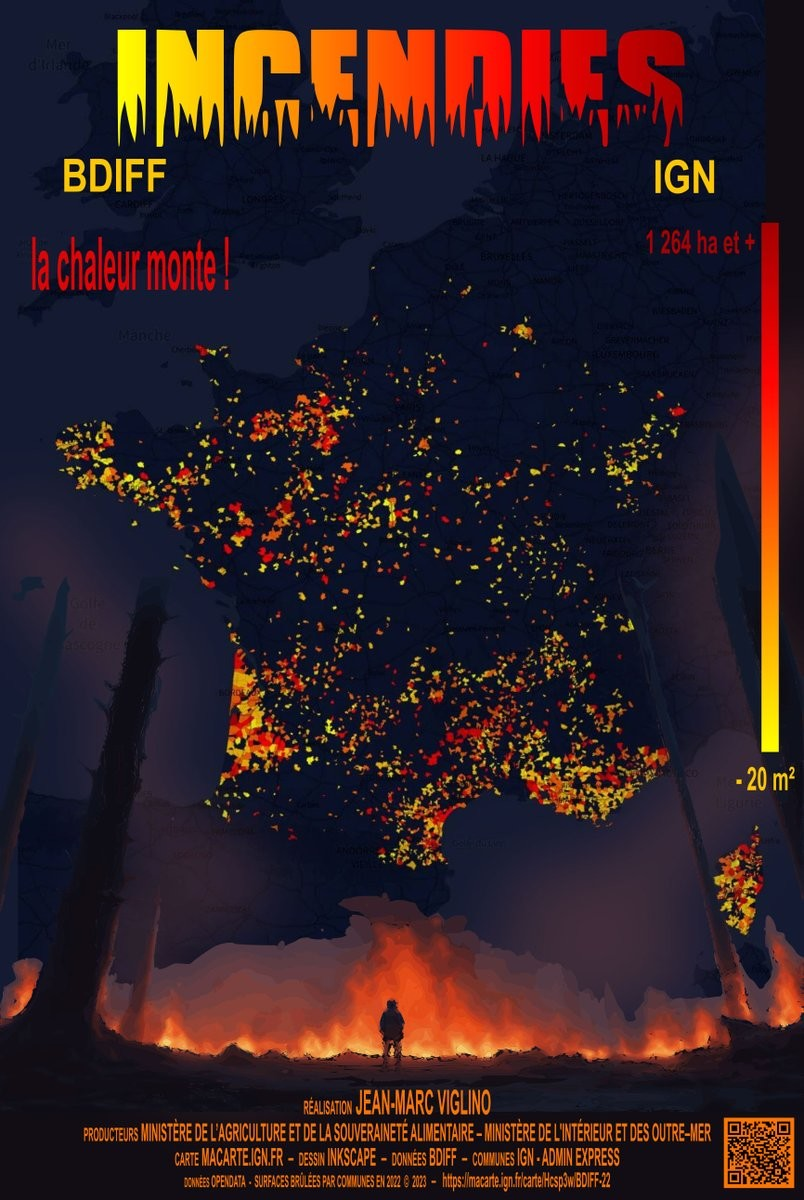 INCENDIES
BDIFF
IGN
la chaleur monte !
1 264 ha et +
Manche
- 20 m²
RÉALISATION JEAN-MARC VIGLINO
PRODUCTEURS MINISTÈRE DE L'AGRICULTURE ET DE LA SOUVERAINETÉ ALIMENTAIRE – MINISTÈRE DE L'INTÉRIEUR ET DES OUTRE-MER
CARTE MACARTE.IGN.FR – DESSIN INKSCAPE – DONNÉES BDIFF – COMMUNES IGN - ADMIN EXPRESS
DONNÉES OPENDATA - SURFACES BRÛLÉES PAR COMMUNES EN 2022 © 2023 – https://macarte.ign.fr/carte/Hcsp3w/BDIFF-22